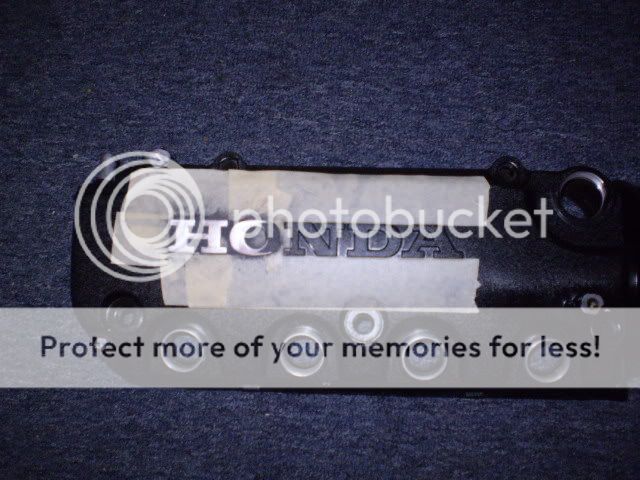 photobucket
HONDA
Protect more of your memories for less!